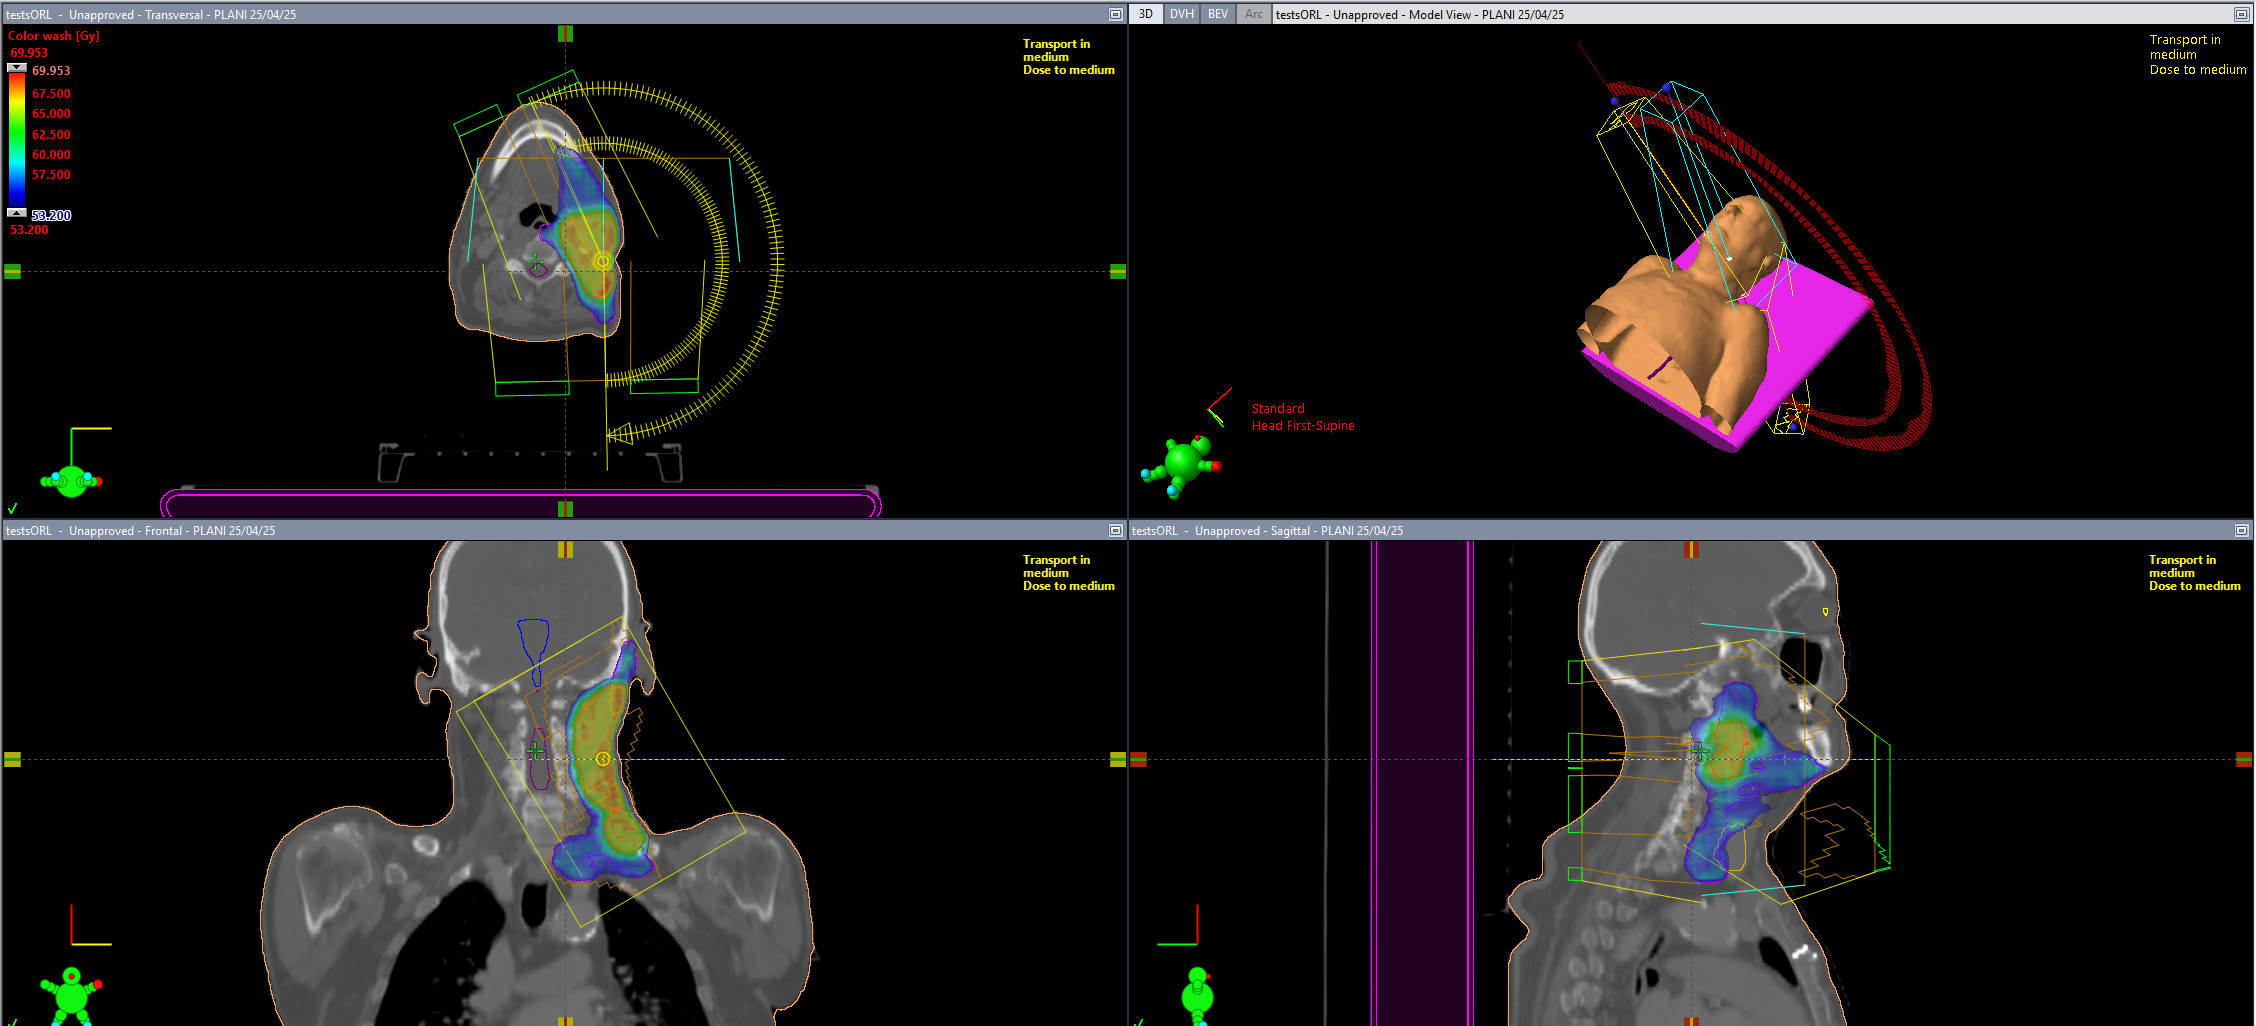 testsORL - Unapproved - Transversal - PLANI 25/04/25
Color wash [Gy]
69.953
69.953
67.500
65.000
62.500
60.000
57.500
53.200
53.200
Transport in
medium
Dose to medium
3D DVH BEV Arc testsORL - Unapproved - Model View - PLANI 25/04/25
Transport in
medium
Dose to medium
Standard
Head First-Supine
testsORL - Unapproved - Frontal - PLANI 25/04/25
Transport in
medium
Dose to medium
testsORL - Unapproved - Sagittal - PLANI 25/04/25
Transport in
medium
Dose to medium